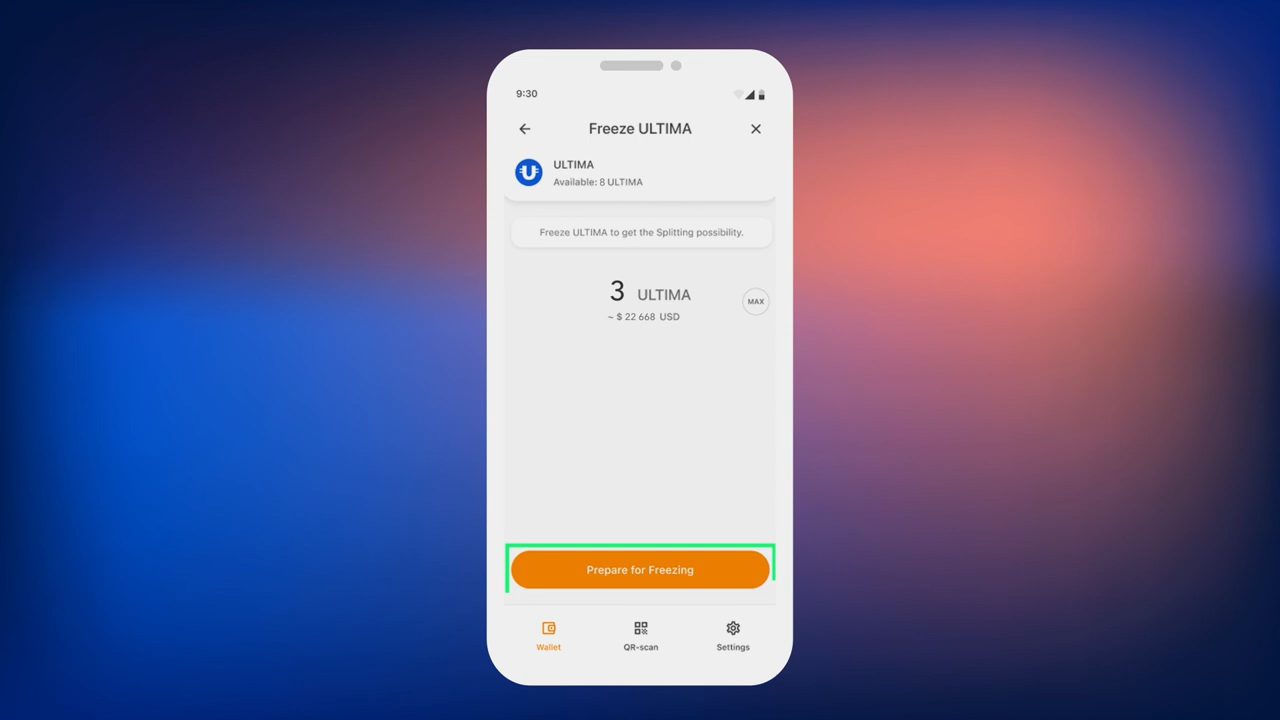 9:30
Freeze ULTIMA
ULTIMA
Available: 8 ULTIMA
Freeze ULTIMA to get the Splitting possibility.
3 ULTIMA
MAX
~ $ 22 668 USD
Prepare for Freezing
Wallet
QR-scan
Settings